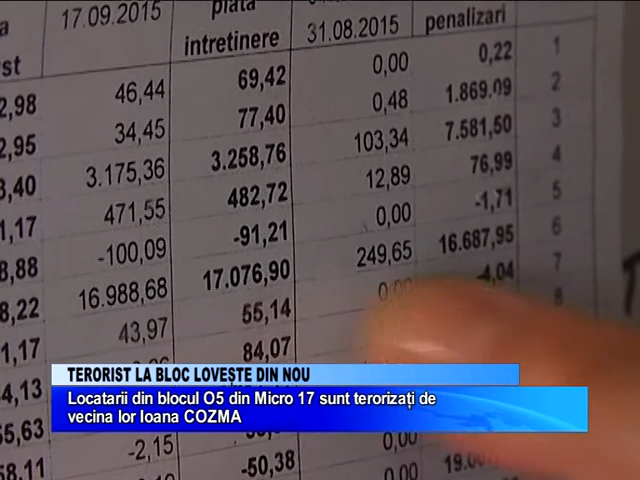 17.09.2015 plata 31.08.2015 penalizari
intretinere
2,98 46,44 69,42 0,00 0,22 1
2,95 34,45 77,40 0,48 1.869,09 2
3,40 3.175,36 3.258,76 103,34 7.581,50 3
1,17 471,55 482,72 12,89 76,99 4
8,88 -100,09 -91,21 0,00 -1,71 5
8,22 16.988,68 17.076,90 249,65 16.687,95 6
1,17 43,97 55,14 0,00 -4,04 7
84,07
TERORIST LA BLOC LOVEȘTE DIN NOU
Locatarii din blocul O5 din Micro 17 sunt terorizați de
vecina lor Ioana COZMA
-2,15 0,00
-50,38 0,00